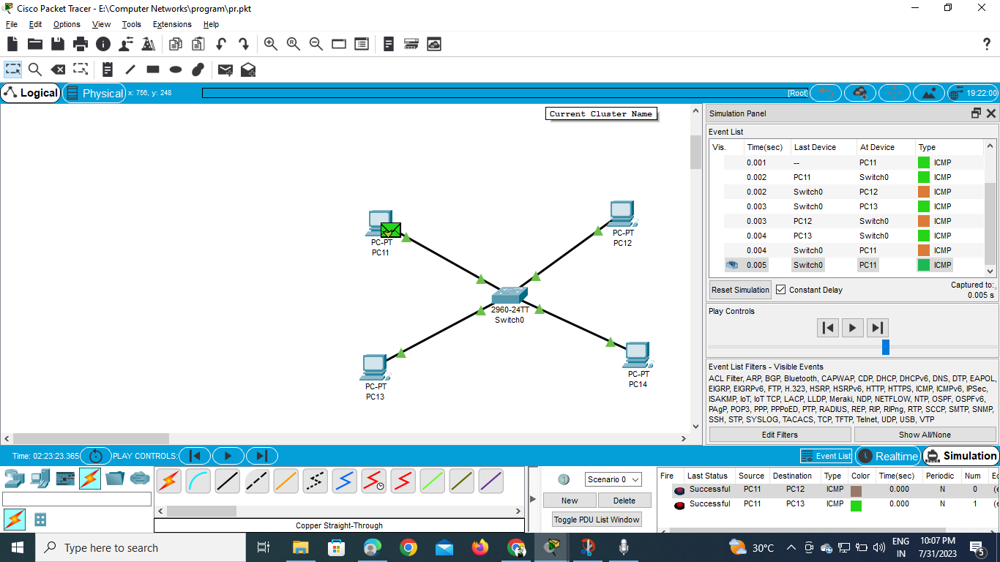 Cisco Packet Tracer - E:\Computer Networks\program\pr.pkt
File Edit Options View Tools Extensions Help
?
Logical Physical x: 756, y: 248 [Root] 19:22:00
Current Cluster Name
PC-PT
PC11
PC-PT
PC12
2960-24TT
Switch0
PC-PT
PC13
PC-PT
PC14
Simulation Panel
Event List
Vis. Time(sec) Last Device At Device Type
0.001 -- PC11 ICMP
0.002 PC11 Switch0 ICMP
0.002 Switch0 PC12 ICMP
0.003 Switch0 PC13 ICMP
0.003 PC12 Switch0 ICMP
0.004 PC13 Switch0 ICMP
0.004 Switch0 PC11 ICMP
0.005 Switch0 PC11 ICMP
Reset Simulation Constant Delay Captured to:
0.005 s
Play Controls
Event List Filters - Visible Events
ACL Filter, ARP, BGP, Bluetooth, CAPWAP, CDP, DHCP, DHCPv6, DNS, DTP, EAPOL,
EIGRP, EIGRPv6, FTP, H.323, HSRP, HSRPv6, HTTP, HTTPS, ICMP, ICMPv6, IPSec,
ISAKMP, IoT, IoT TCP, LACP, LLDP, Meraki, NDP, NETFLOW, NTP, OSPF, OSPFv6,
PAgP, POP3, PPP, PPPoED, PTP, RADIUS, REP, RIP, RIPng, RTP, SCCP, SMTP, SNMP,
SSH, STP, SYSLOG, TACACS, TCP, TFTP, Telnet, UDP, USB, VTP
Edit Filters Show All/None
Time: 02:23:23.365 PLAY CONTROLS: Event List Realtime Simulation
Scenario 0
New Delete
Toggle PDU List Window
Copper Straight-Through
Fire Last Status Source Destination Type Color Time(sec) Periodic Num Ec
Successful PC11 PC12 ICMP 0.000 N 0 (e
Successful PC11 PC13 ICMP 0.000 N 1 (e
Type here to search
30°C
ENG
IN
10:07 PM
7/31/2023
5